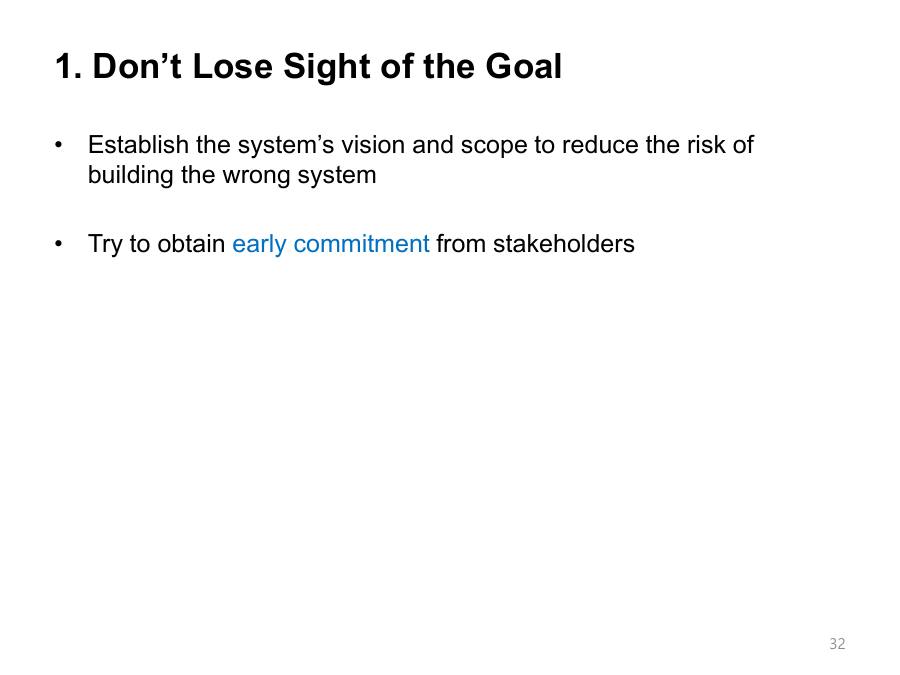 1. Don’t Lose Sight of the Goal
• Establish the system’s vision and scope to reduce the risk of
building the wrong system
• Try to obtain early commitment from stakeholders
32